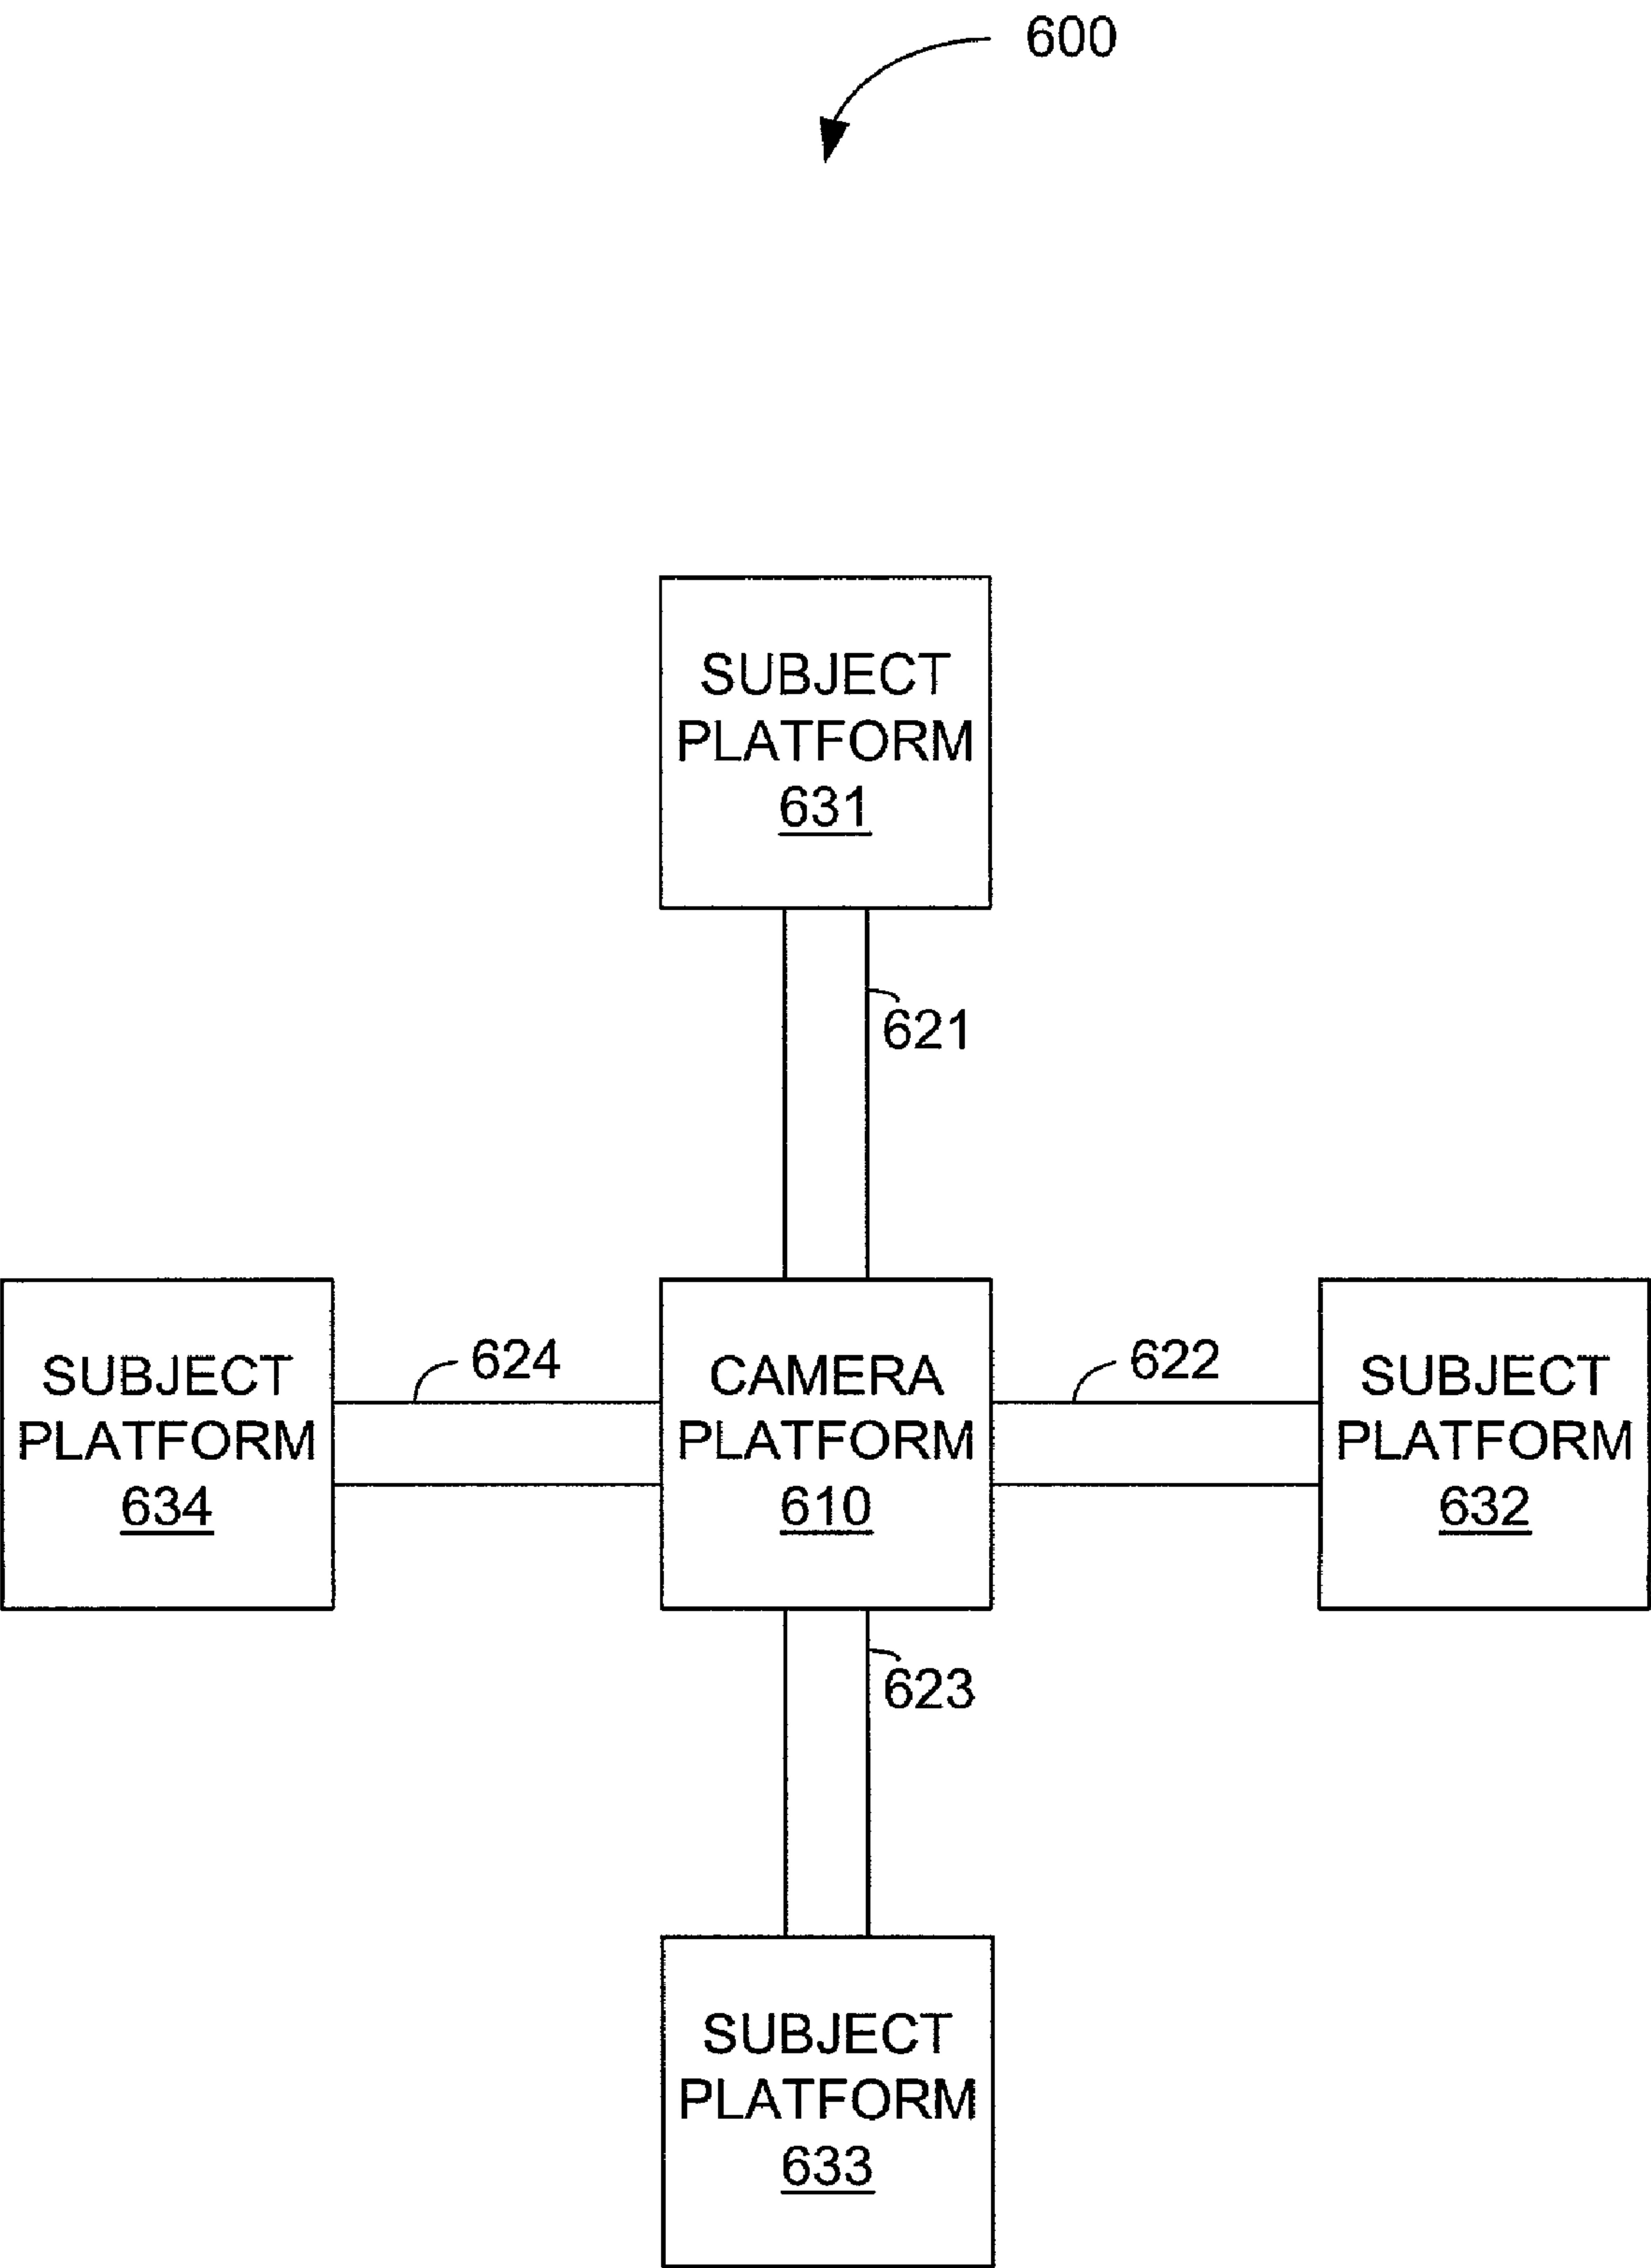 600
SUBJECT
PLATFORM
631
621
SUBJECT
PLATFORM
634
624
CAMERA
PLATFORM
610
622
SUBJECT
PLATFORM
632
623
SUBJECT
PLATFORM
633